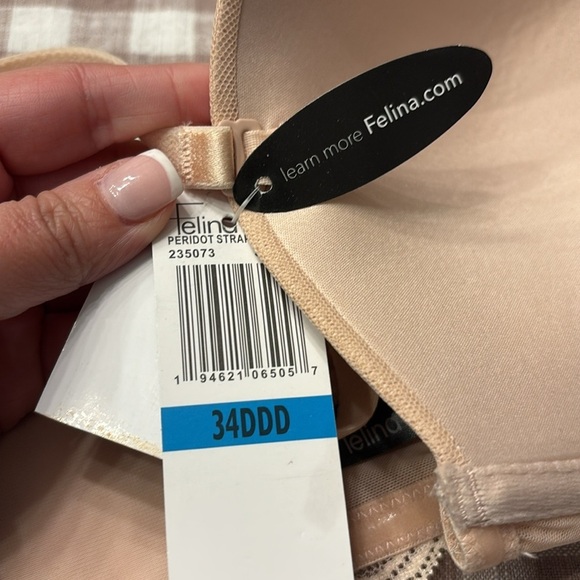 learn more Felina.com
Felina
PERIDOT STRAP
235073
1 94621 06505 7
34DDD
felina